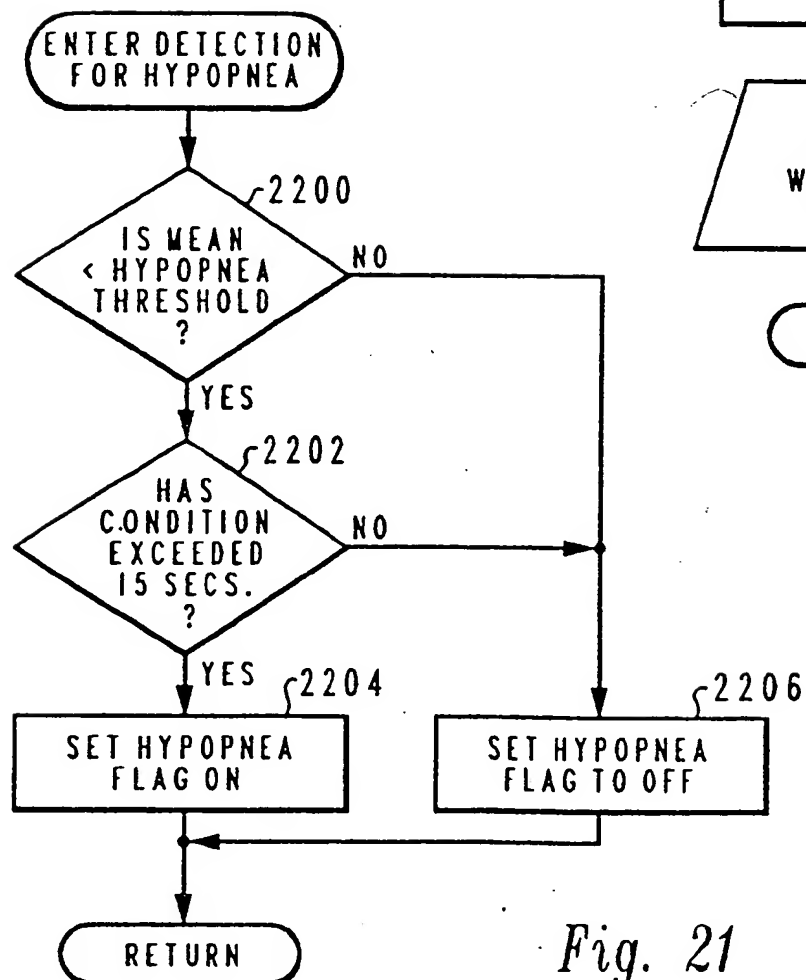 ENTER DETECTION
FOR HYPOPNEA
2200
IS MEAN
< HYPOPNEA
THRESHOLD
?
NO
YES
2202
HAS
CONDITION
EXCEEDED
15 SECS.
?
NO
YES
2204
SET HYPOPNEA
FLAG ON
2206
SET HYPOPNEA
FLAG TO OFF
RETURN
Fig. 21
W